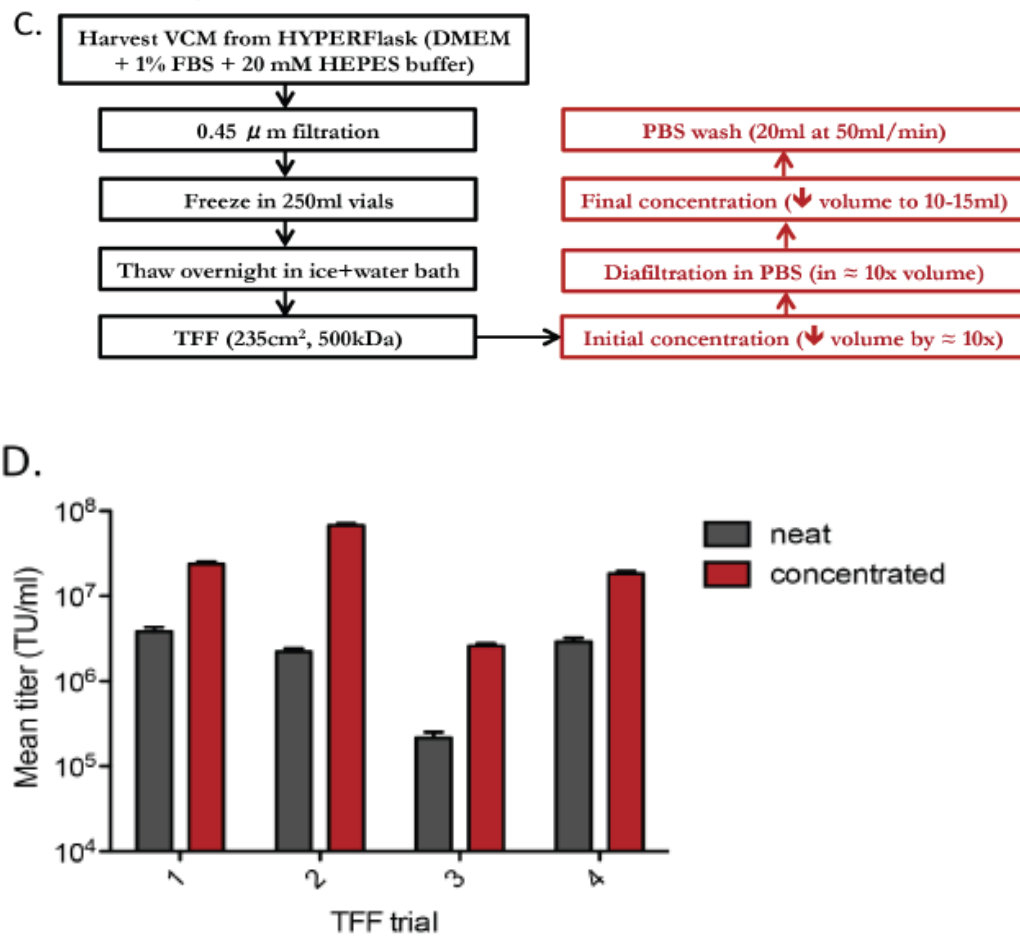 C.
Harvest VCM from HYPERFlask (DMEM
+ 1% FBS + 20 mM HEPES buffer)
0.45 μm filtration
Freeze in 250ml vials
Thaw overnight in ice+water bath
TFF (235cm², 500kDa)
PBS wash (20ml at 50ml/min)
Final concentration (↓ volume to 10-15ml)
Diafiltration in PBS (in ≈ 10x volume)
Initial concentration (↓ volume by ≈ 10x)
D.
Mean titer (TU/ml)
10⁸
10⁷
10⁶
10⁵
10⁴
1 2 3 4
TFF trial
neat
concentrated